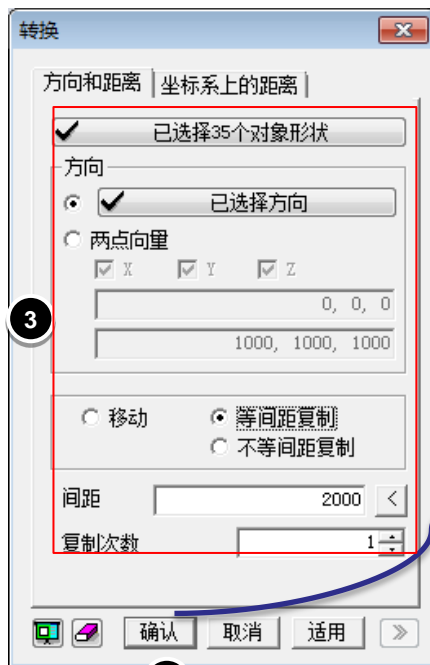 转换
方向和距离 坐标系上的距离
已选择35个对象形状
方向
已选择方向
两点向量
X Y Z
0, 0, 0
3
1000, 1000, 1000
移动 等间距复制
不等间距复制
间距 2000 <
复制次数 1
确认 取消 适用 >>